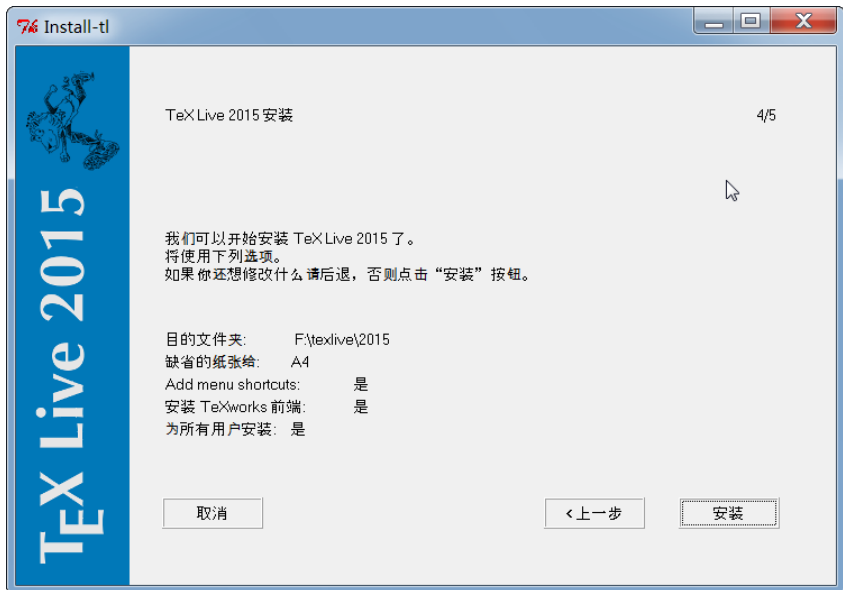 Install-tl
TeX Live 2015 安装 4/5
我们可以开始安装 TeX Live 2015 了。
将使用下列选项。
如果你还想修改什么请后退，否则点击“安装”按钮。
目的文件夹: F:\texlive\2015
缺省的纸张给: A4
Add menu shortcuts: 是
安装 TeXworks 前端: 是
为所有用户安装: 是
取消 <上一步 安装
TEX Live 2015